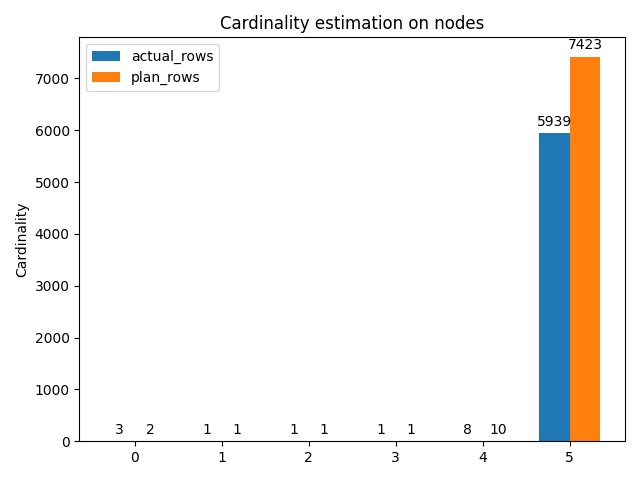 Cardinality estimation on nodes
actual_rows
plan_rows
Cardinality
7000
6000
5000
4000
3000
2000
1000
0
3 2 1 1 1 1 1 1 8 10 5939 7423
0 1 2 3 4 5